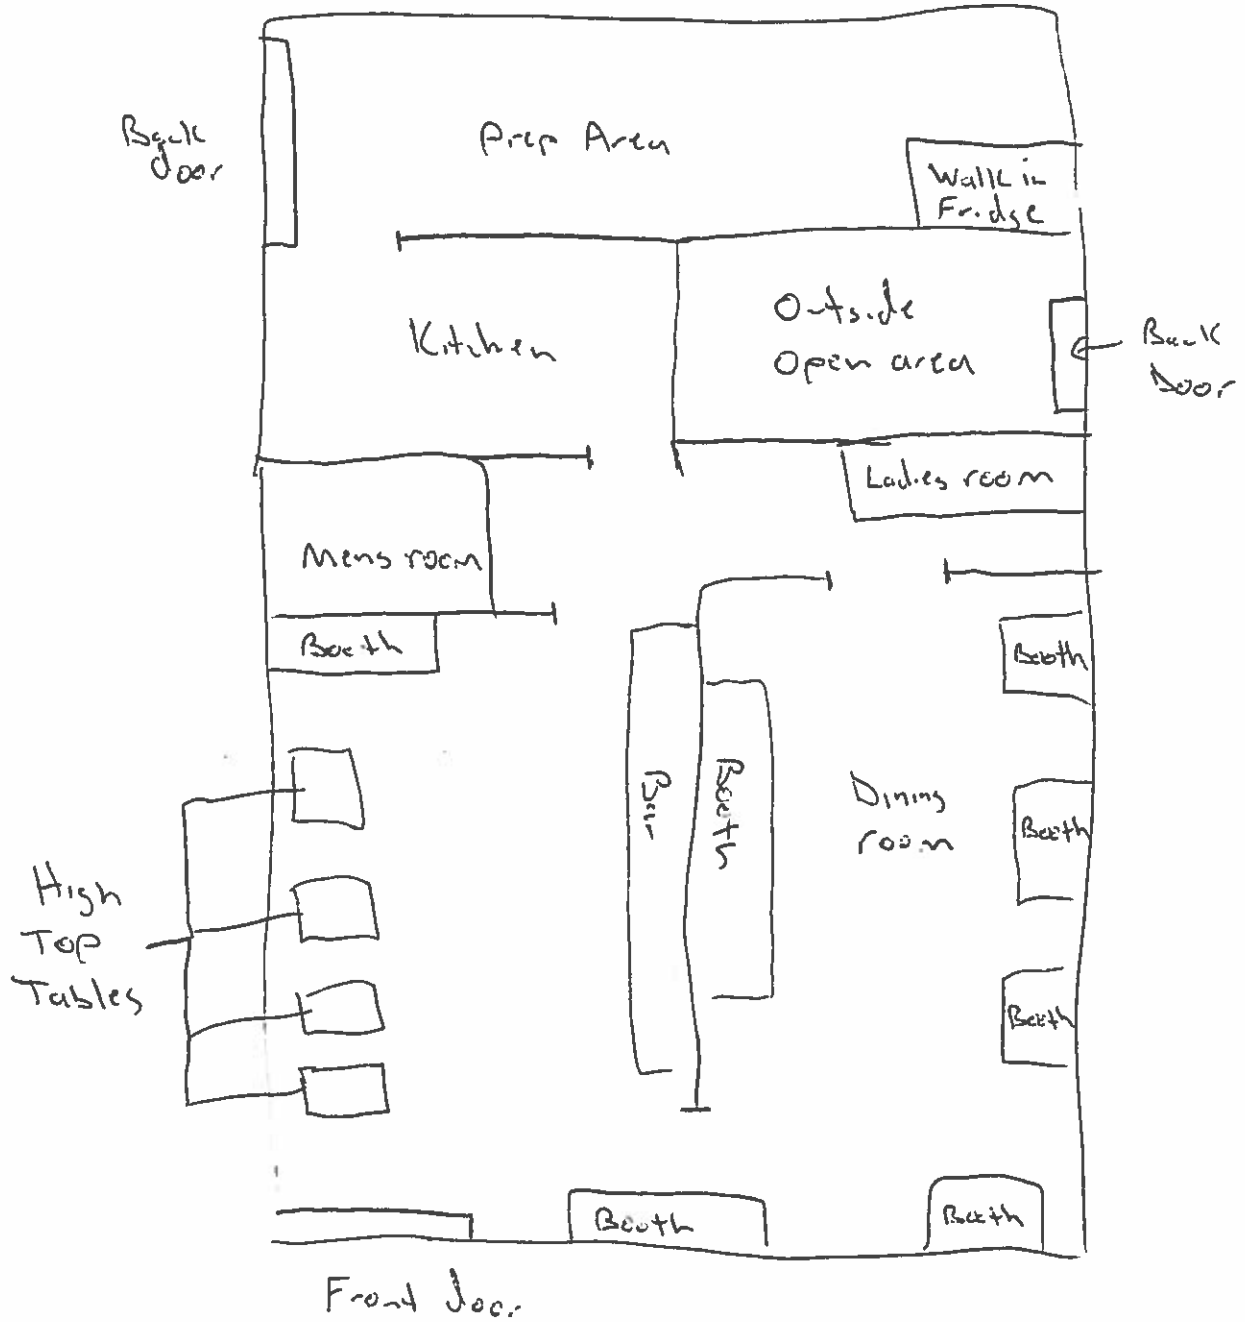 Back
door
Prep Area
Walk in
Fridge
Kitchen
Outside
Open area
Back
Door
Ladies room
Mens room
Booth
Booth
Bar
Booth
Dining
room
Booth
High
Top
Tables
Booth
Booth
Booth
Front door